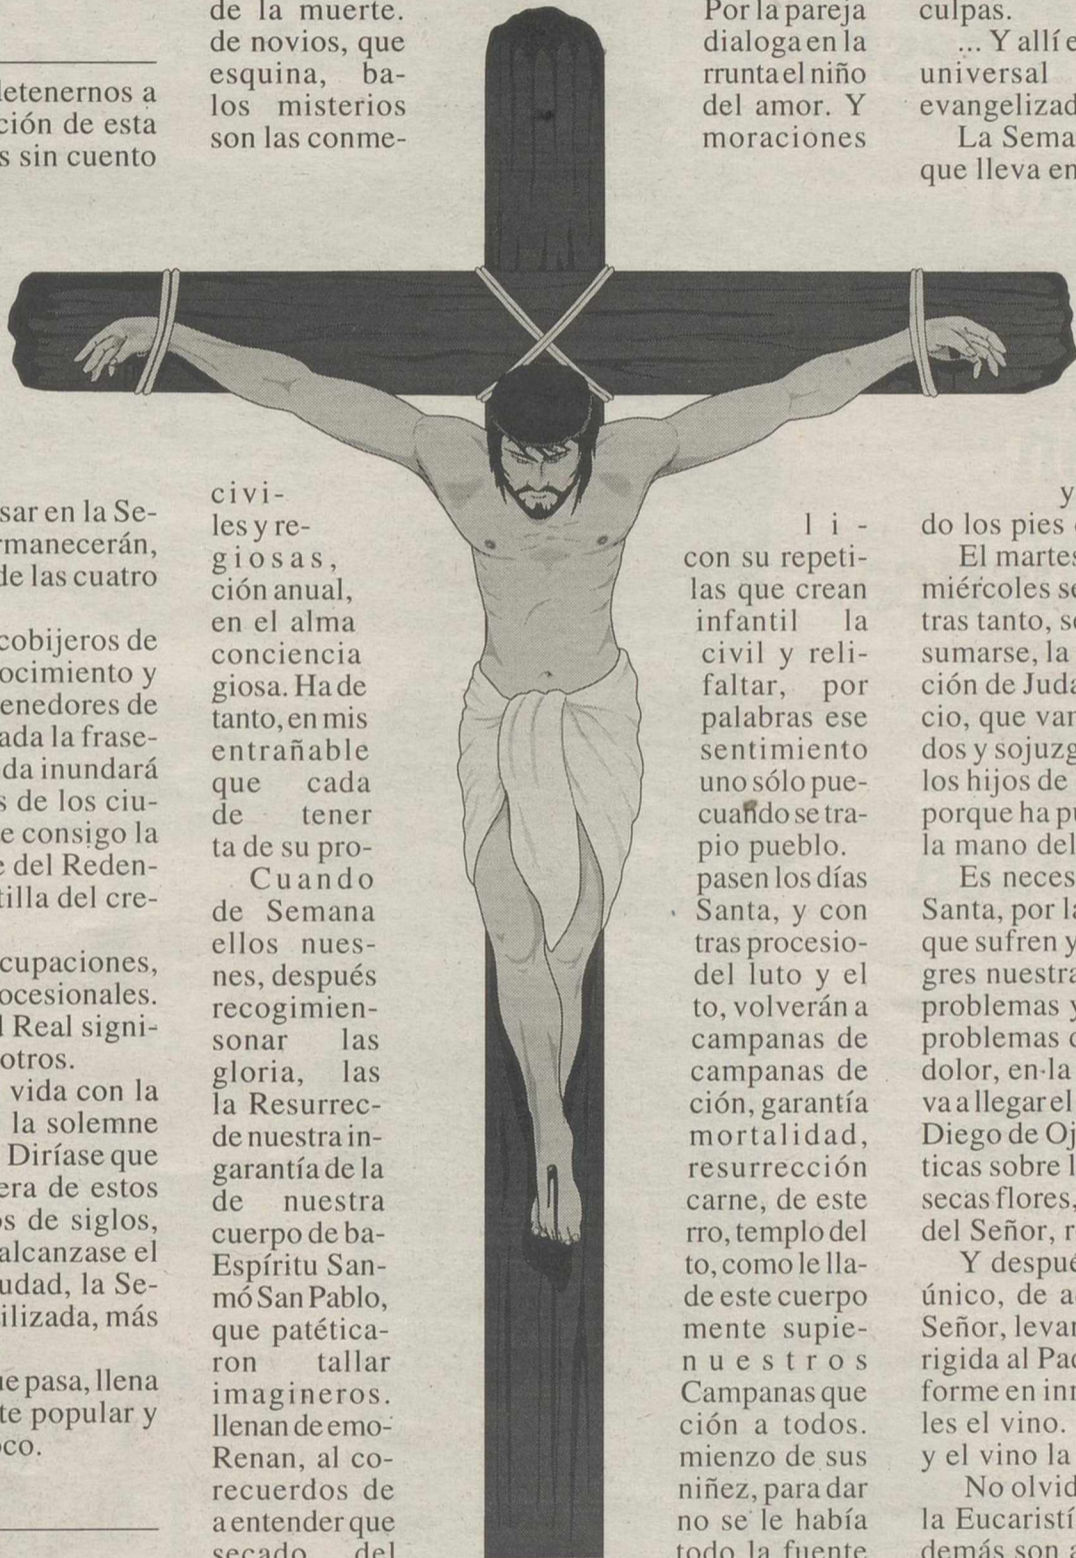 detenernos a
ción de esta
s sin cuento
sar en la Se-
rmanecerán,
de las cuatro
cobijeros de
ocimiento y
enedores de
ada la frase-
da inundará
s de los ciu-
e consigo la
e del Reden-
tilla del cre-
cupaciones,
ocesionales.
l Real signi-
otros.
vida con la
la solemne
Diríase que
era de estos
os de siglos,
alcanzase el
udad, la Se-
ilizada, más
ue pasa, llena
te popular y
oco.
de la muerte. Por la pareja
de novios, que dialoga en la
esquina, ba- rrunta el niño
los misterios del amor. Y
son las conme- moraciones
civi-
les y re- li-
giosas, con su repeti-
ción anual, las que crean
en el alma infantil la
conciencia civil y reli-
giosa. Ha de faltar, por
tanto, en mis palabras ese
entrañable sentimiento
que cada uno sólo pue-
de tener cuando se tra-
ta de su pro- pio pueblo.
Cuando pasen los días
de Semana Santa, y con
ellos nues- tras procesio-
nes, después del luto y el
recogimien- to, volverán a
sonar las campanas de
gloria, las campanas de
la Resurrec- ción, garantía
de nuestra in- mortalidad,
garantía de la resurrección
de nuestra carne, de este
cuerpo de ba- rro, templo del
Espíritu San- to, como le lla-
mó San Pablo, de este cuerpo
que patética- mente supie-
ron tallar nuestros
imagineros. Campanas que
llenan de emo- ción a todos.
Renan, al co- mienzo de sus
recuerdos de niñez, para dar
a entender que no se le había
secado del todo la fuente
culpas.
... Y allí e
universal
evangelizad
La Sema
que lleva en
y
do los pies
El martes
miércoles se
tras tanto, se
sumarse, la
ción de Juda
cio, que van
dos y sojuzg
los hijos de
porque ha pu
la mano del
Es neces
Santa, por la
que sufren y
gres nuestra
problemas y
problemas
dolor, en la
va a llegar el
Diego de Oj
ticas sobre l
secas flores,
del Señor, r
Y despué
único, de a
Señor, levan
rigida al Pad
forme en inn
les el vino.
y el vino la
No olvid
la Eucaristí
demás son a